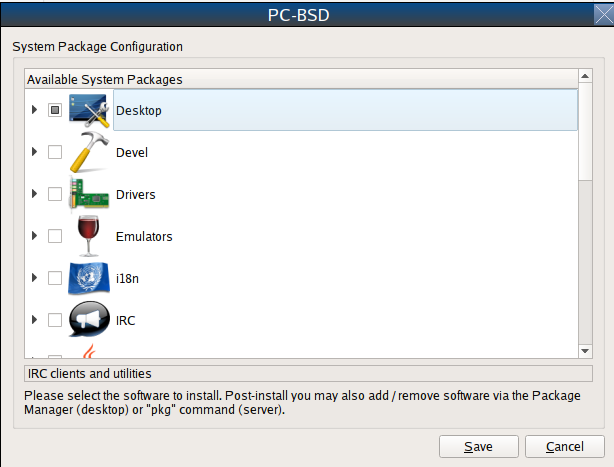 PC-BSD
System Package Configuration
Available System Packages
Desktop
Devel
Drivers
Emulators
i18n
IRC
IRC clients and utilities
Please select the software to install. Post-install you may also add / remove software via the Package
Manager (desktop) or "pkg" command (server).
Save
Cancel